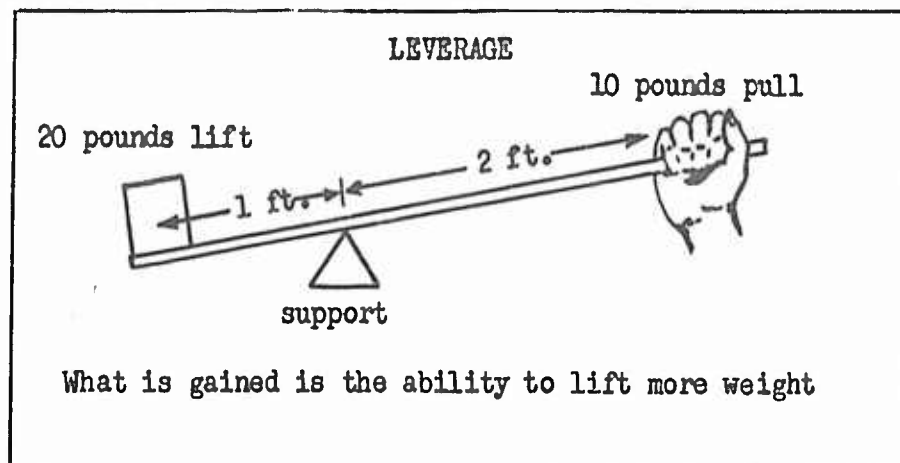 LEVERAGE
10 pounds pull
20 pounds lift
2 ft.
1 ft.
support
What is gained is the ability to lift more weight